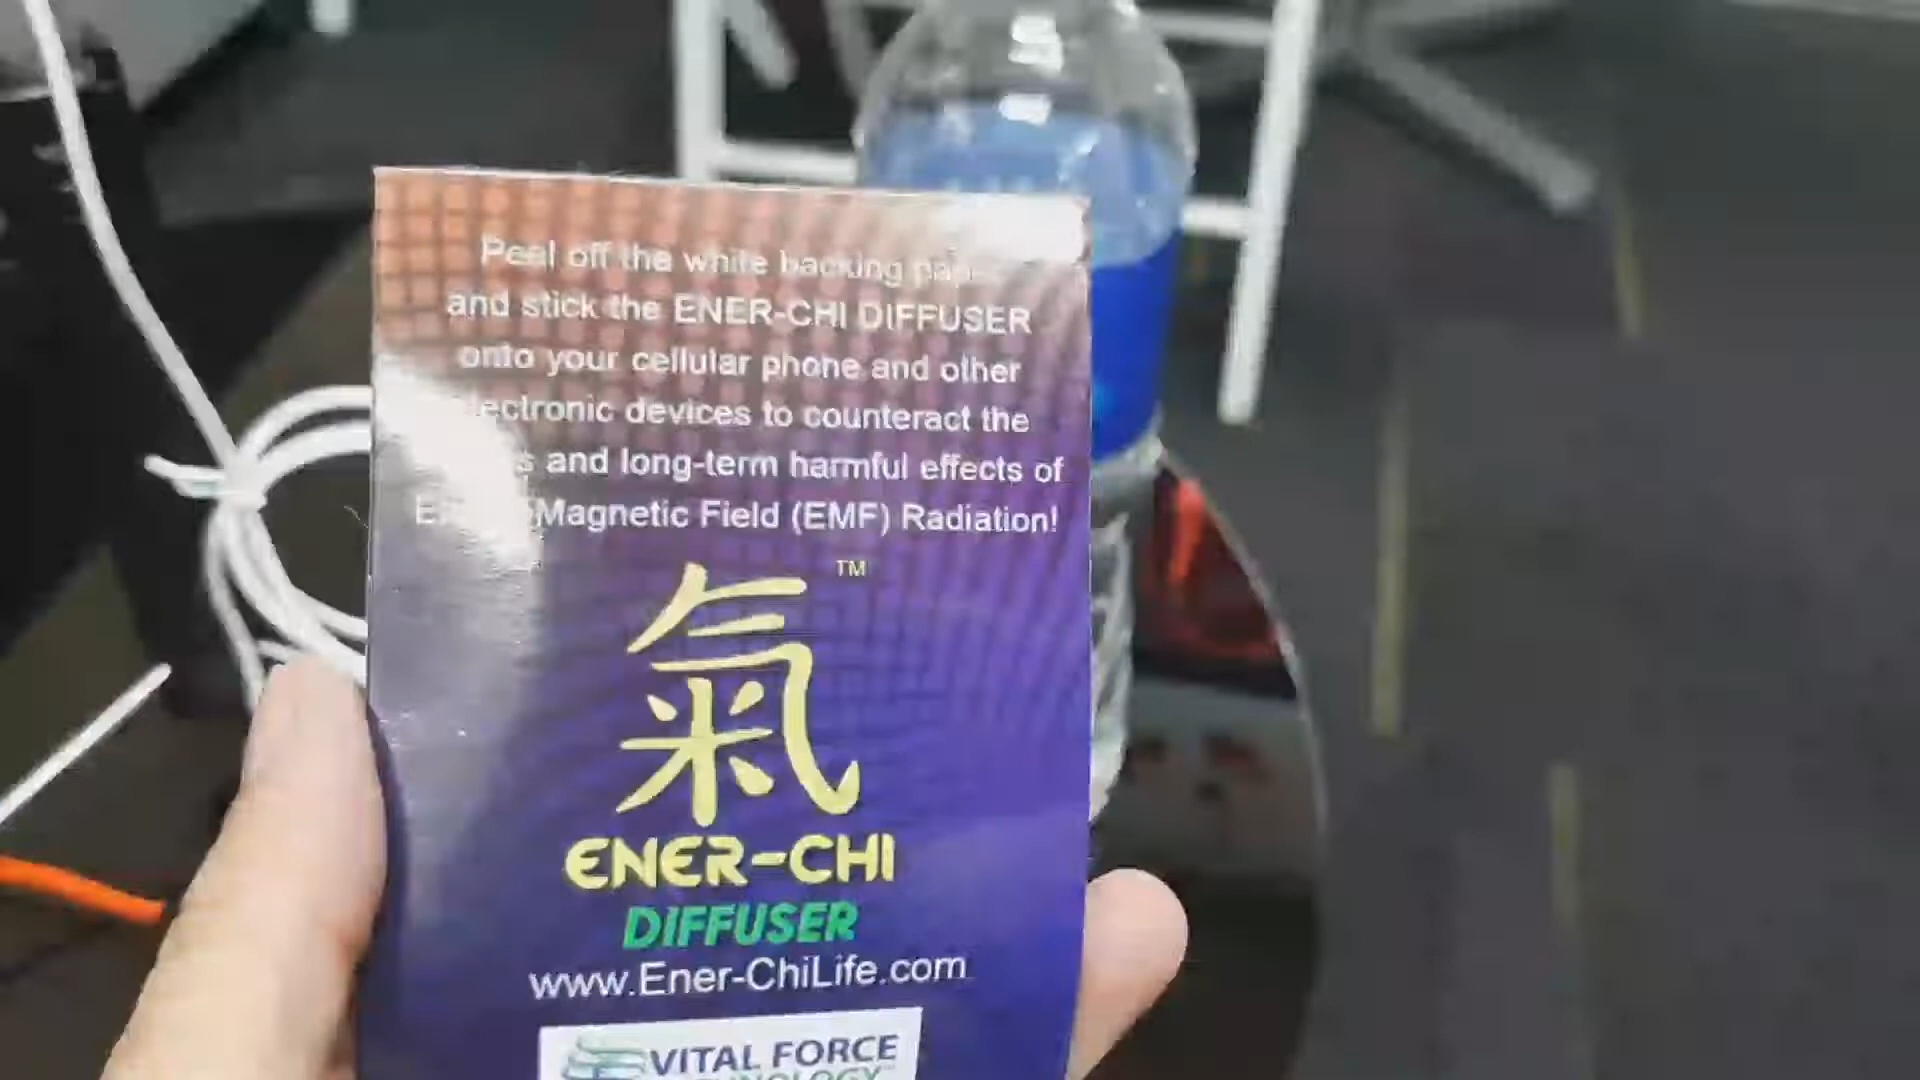 Peel off the white backing
and stick the ENER-CHI DIFFUSER
onto your cellular phone and other
devices to counteract the
and long-term harmful effects of
Magnetic Field (EMF) Radiation!
TM
氣
ENER-CHI
DIFFUSER
www.Ener-ChiLife.com
VITAL FORCE